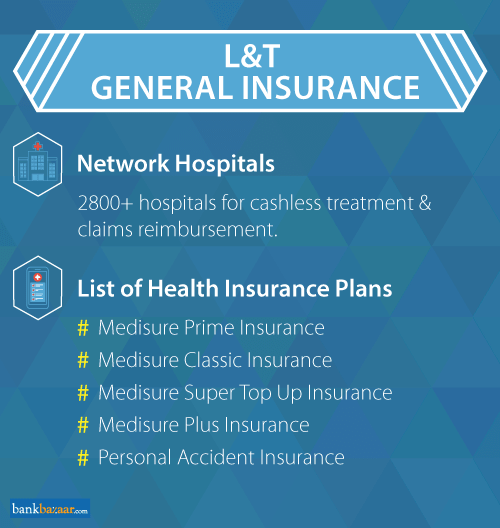 L&T
GENERAL INSURANCE
Network Hospitals
2800+ hospitals for cashless treatment &
claims reimbursement.
List of Health Insurance Plans
# Medisure Prime Insurance
# Medisure Classic Insurance
# Medisure Super Top Up Insurance
# Medisure Plus Insurance
# Personal Accident Insurance
bankbazaar.com